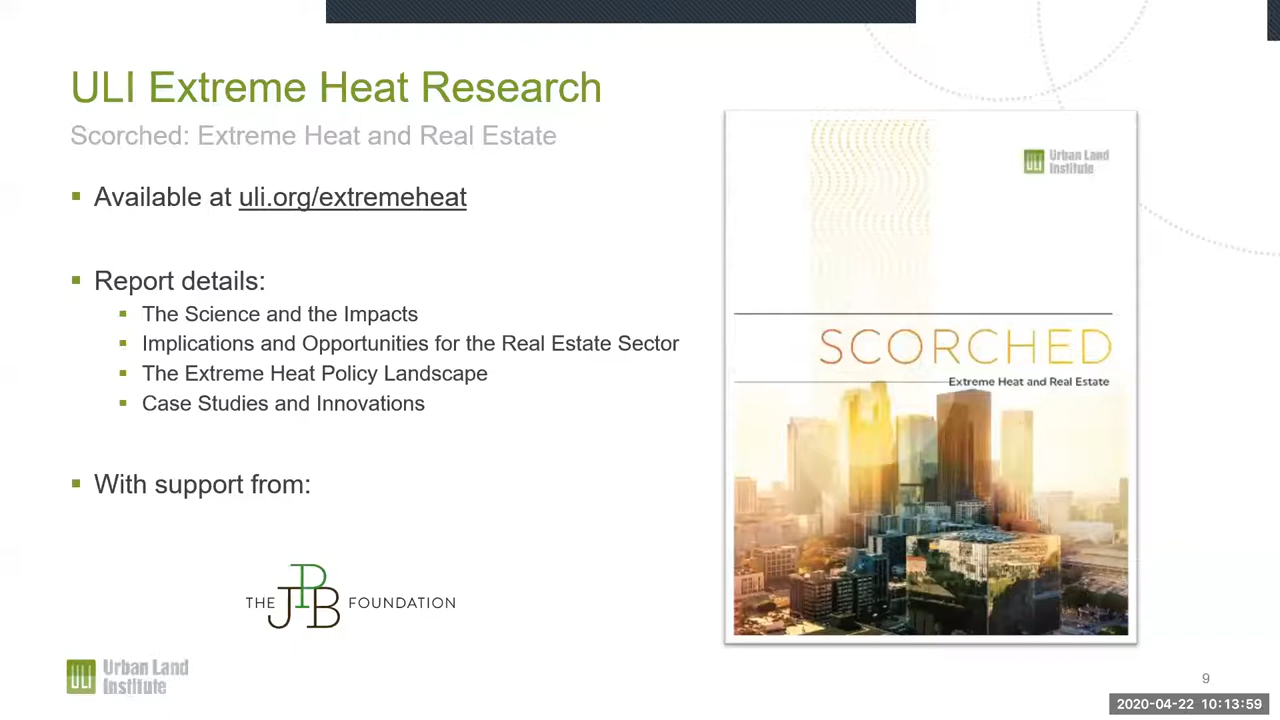 ULI Extreme Heat Research
Scorched: Extreme Heat and Real Estate
Available at uli.org/extremeheat
Report details:
The Science and the Impacts
Implications and Opportunities for the Real Estate Sector
The Extreme Heat Policy Landscape
Case Studies and Innovations
With support from:
THE JPB FOUNDATION
ULI Urban Land
Institute
ULI Urban Land
Institute
SCORCHED
Extreme Heat and Real Estate
9
2020-04-22 10:13:59